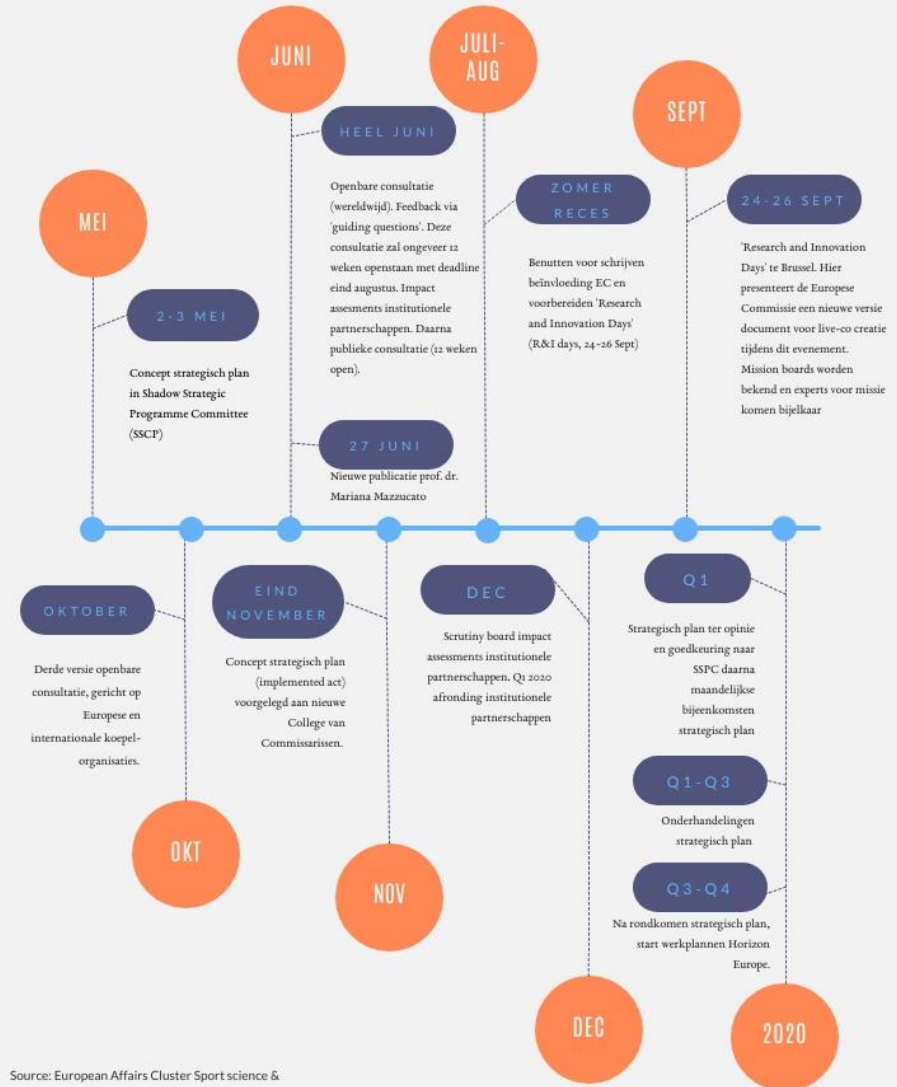 JUNI
HEEL JUNI
Openbare consultatie
(wereldwijd). Feedback via
'guiding questions'. Deze
consultatie zal ongeveer 12
weken openstaan met deadline
eind augustus. Impact
assesments institutionele
partnerschappen. Daarna
publieke consultatie (12 weken
open).
27 JUNI
Nieuwe publicatie prof. dr.
Mariana Mazzucato
JULI-
AUG
ZOMER
RECES
Benutten voor schrijven
beïnvloeding EC en
voorbereiden 'Research
and Innovation Days'
(R&I days, 24-26 Sept)
SEPT
24-26 SEPT
'Research and Innovation
Days' te Brussel. Hier
presenteert de Europese
Commissie een nieuwe versie
document voor live-co creatie
tijdens dit evenement.
Mission boards worden
bekend en experts voor missie
komen bijelkaar
MEI
2-3 MEI
Concept strategisch plan
in Shadow Strategic
Programme Committee
(SSCP)
OKTOBER
Derde versie openbare
consultatie, gericht op
Europese en
internationale koepel-
organisaties.
OKT
EIND
NOVEMBER
Concept strategisch plan
(implemented act)
voorgelegd aan nieuwe
College van
Commissarissen.
NOV
DEC
Scrutiny board impact
assessments institutionele
partnerschappen. Q1 2020
afronding institutionele
partnerschappen
DEC
Q1
Strategisch plan ter opinie
en goedkeuring naar
SSPC daarna
maandelijkse
bijeenkomsten
strategisch plan
Q1-Q3
Onderhandelingen
strategisch plan
Q3-Q4
Na rondkomen strategisch plan,
start werkplannen Horizon
Europe.
2020
Source: European Affairs Cluster Sport science &